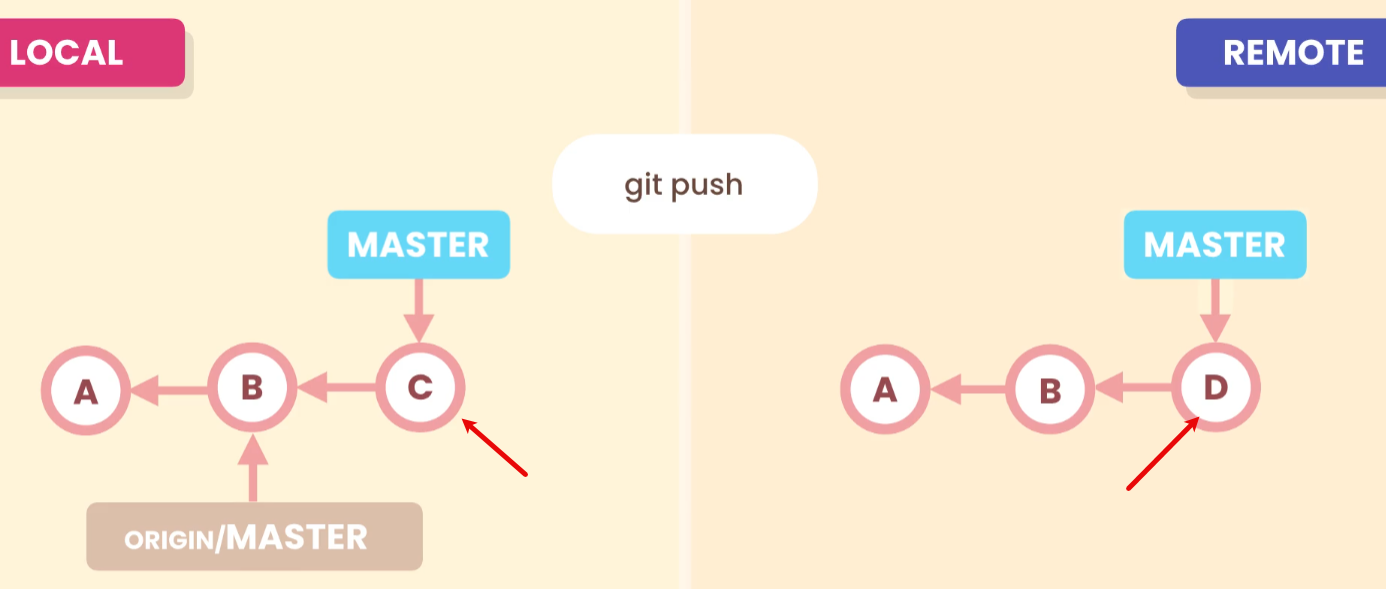 LOCAL
REMOTE
git push
MASTER
MASTER
A
B
C
A
B
D
ORIGIN/MASTER